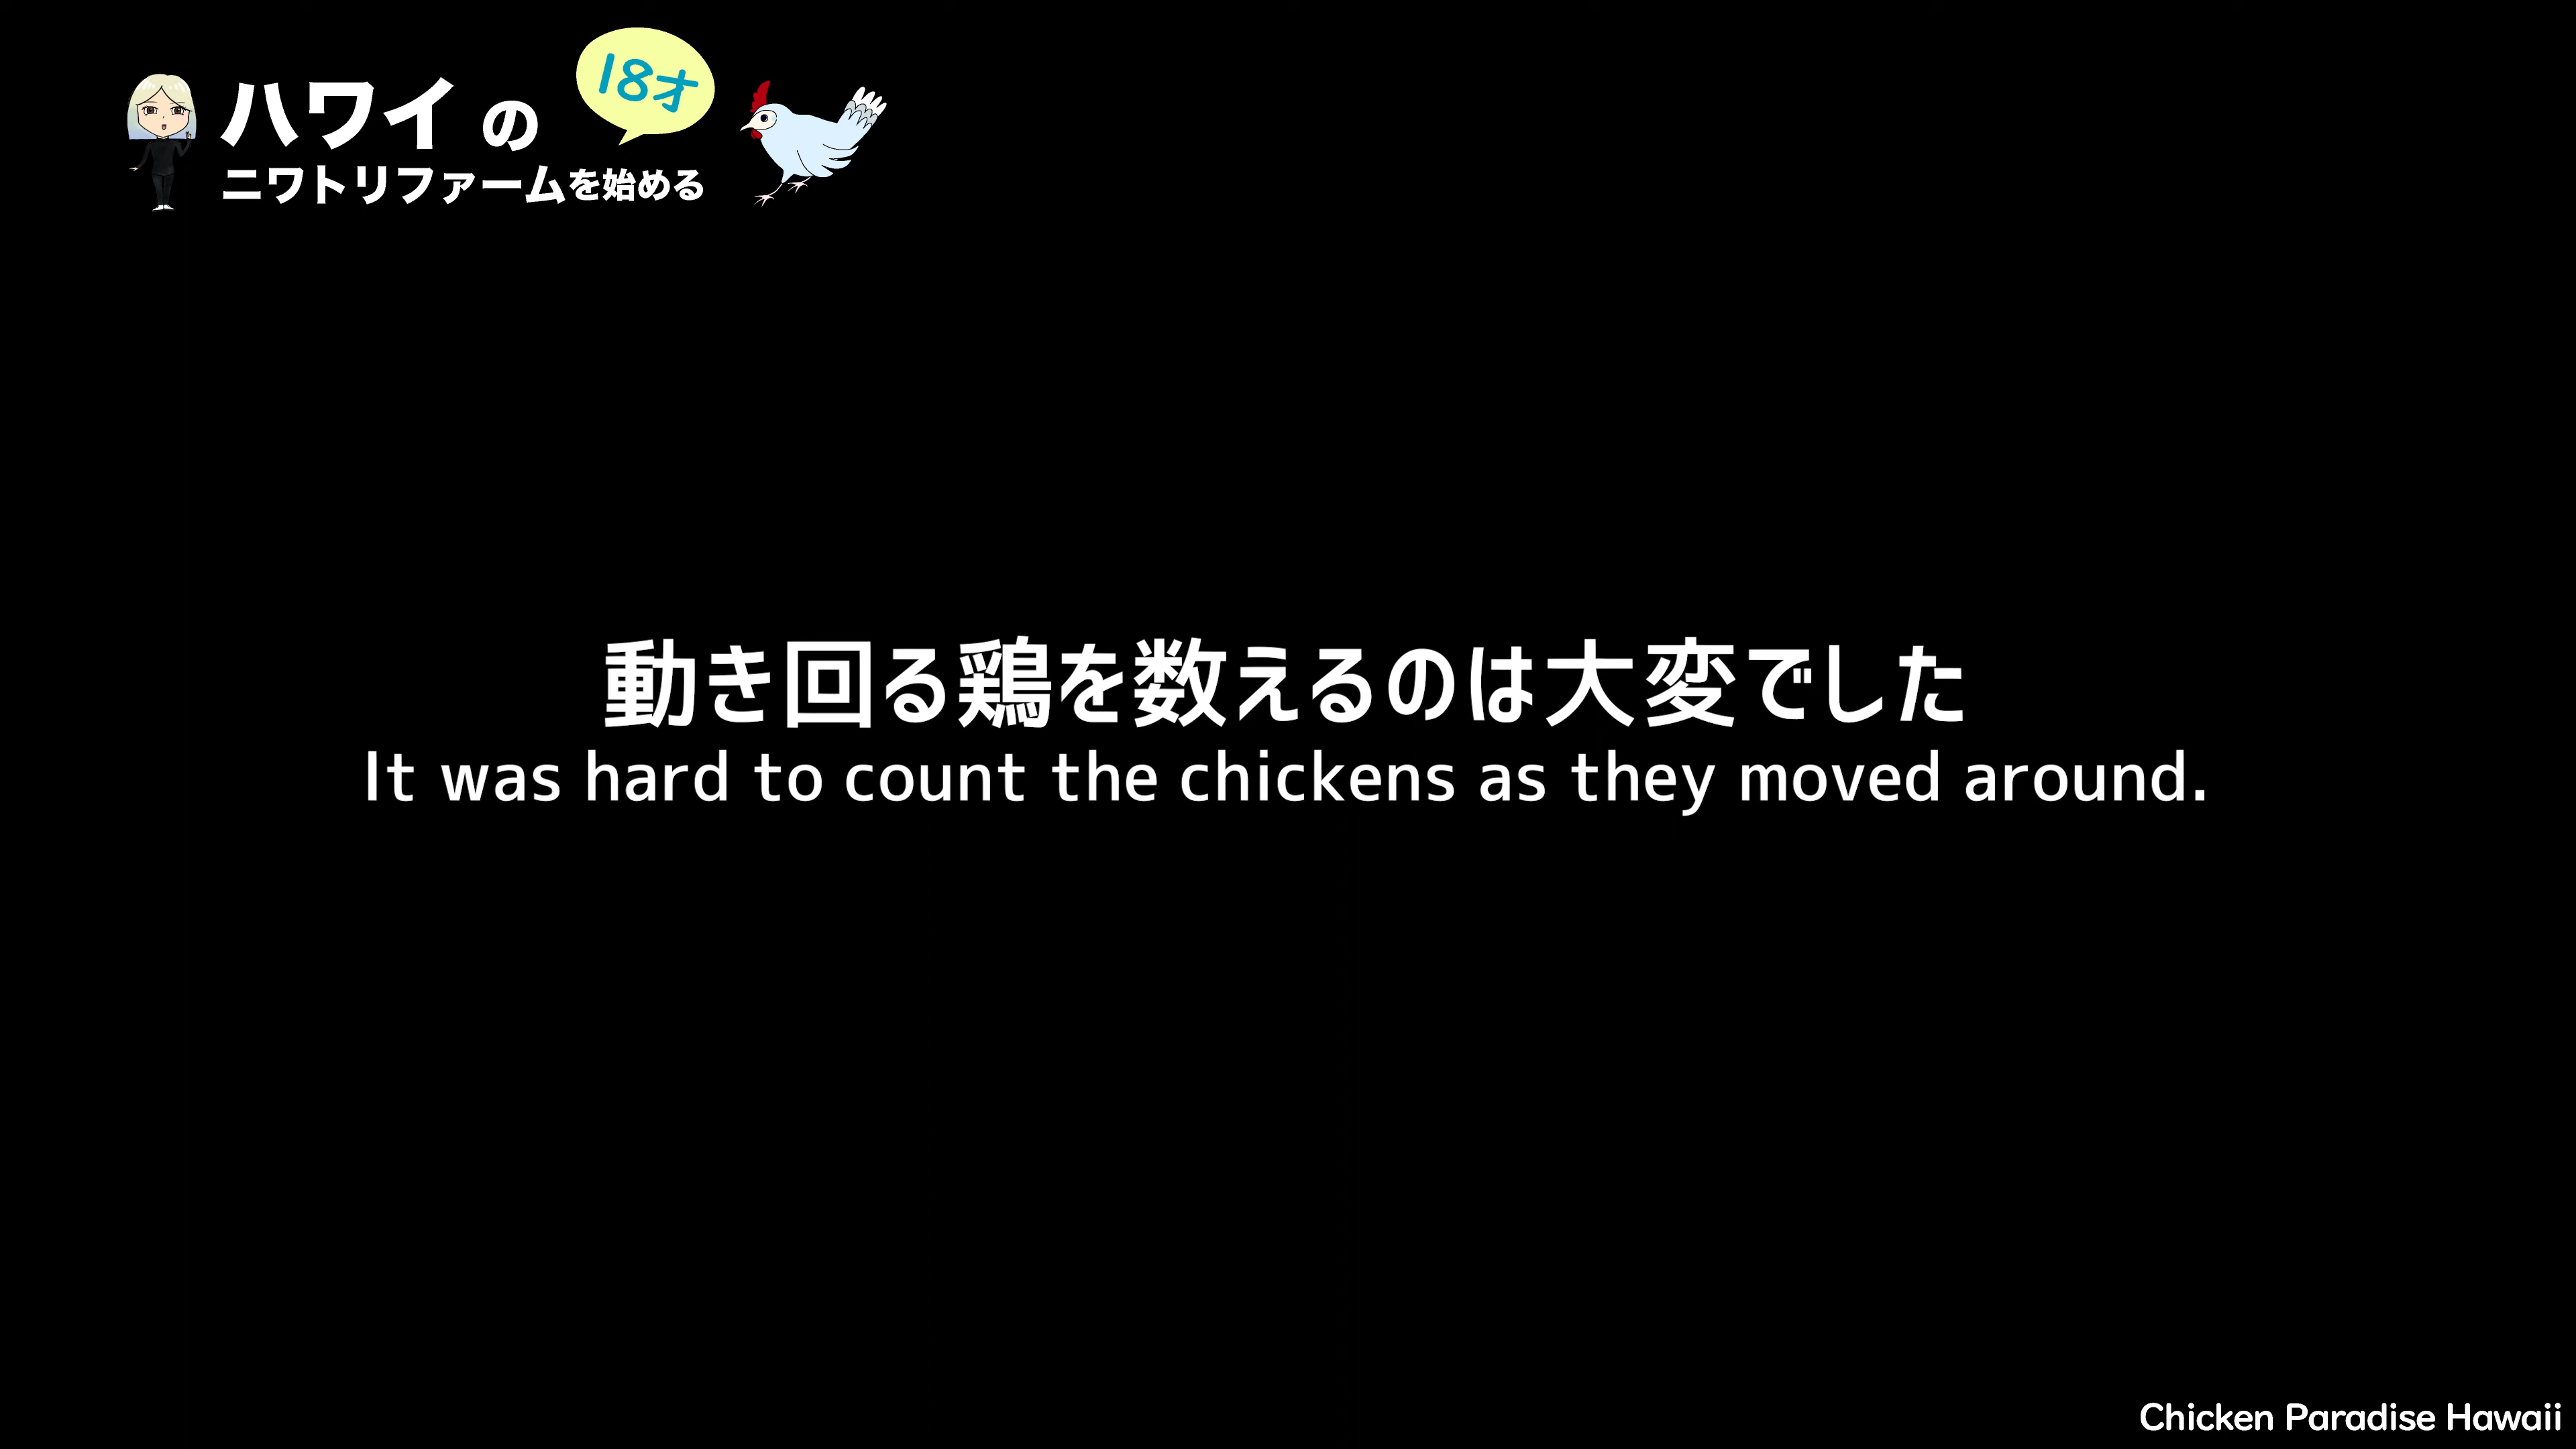 ハワイの
18才
ニワトリファームを始める
動き回る鶏を数えるのは大変でした
It was hard to count the chickens as they moved around.
Chicken Paradise Hawaii